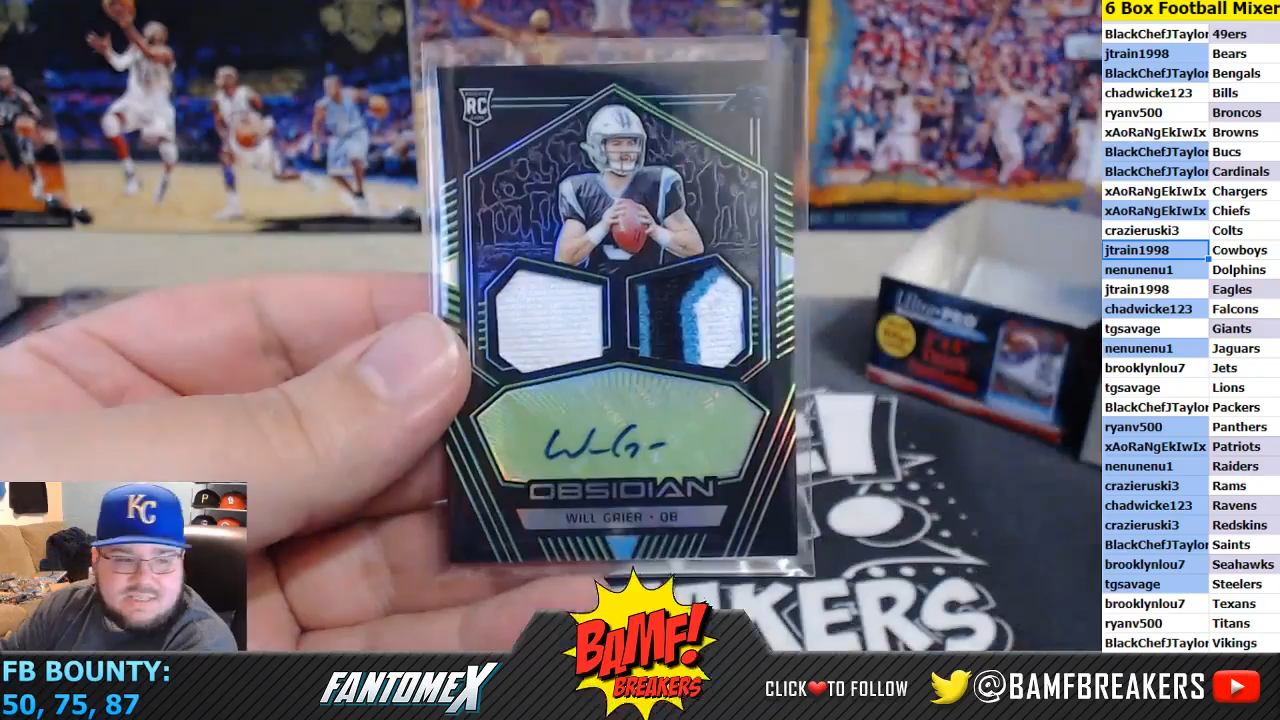 6 Box Football Mixer
BlackChefJTaylor 49ers
jtrain1998 Bears
BlackChefJTaylor Bengals
chadwicke123 Bills
ryanv500 Broncos
xAoRaNgEkIwIx Browns
BlackChefJTaylor Bucs
BlackChefJTaylor Cardinals
xAoRaNgEkIwIx Chargers
xAoRaNgEkIwIx Chiefs
crazieruski3 Colts
jtrain1998 Cowboys
nenunenu1 Dolphins
jtrain1998 Eagles
chadwicke123 Falcons
tgsavage Giants
nenunenu1 Jaguars
brooklynlou7 Jets
tgsavage Lions
BlackChefJTaylor Packers
ryanv500 Panthers
xAoRaNgEkIwIx Patriots
nenunenu1 Raiders
crazieruski3 Rams
chadwicke123 Ravens
crazieruski3 Redskins
BlackChefJTaylor Saints
brooklynlou7 Seahawks
tgsavage Steelers
brooklynlou7 Texans
ryanv500 Titans
BlackChefJTaylor Vikings
RC
OBSIDIAN
WILL GRIER • QB
Ultra PRO
KC
P
AKERS
FB BOUNTY:
50, 75, 87
FANTOMEX
BAMF!
BREAKERS
CLICK TO FOLLOW
@BAMFBREAKERS